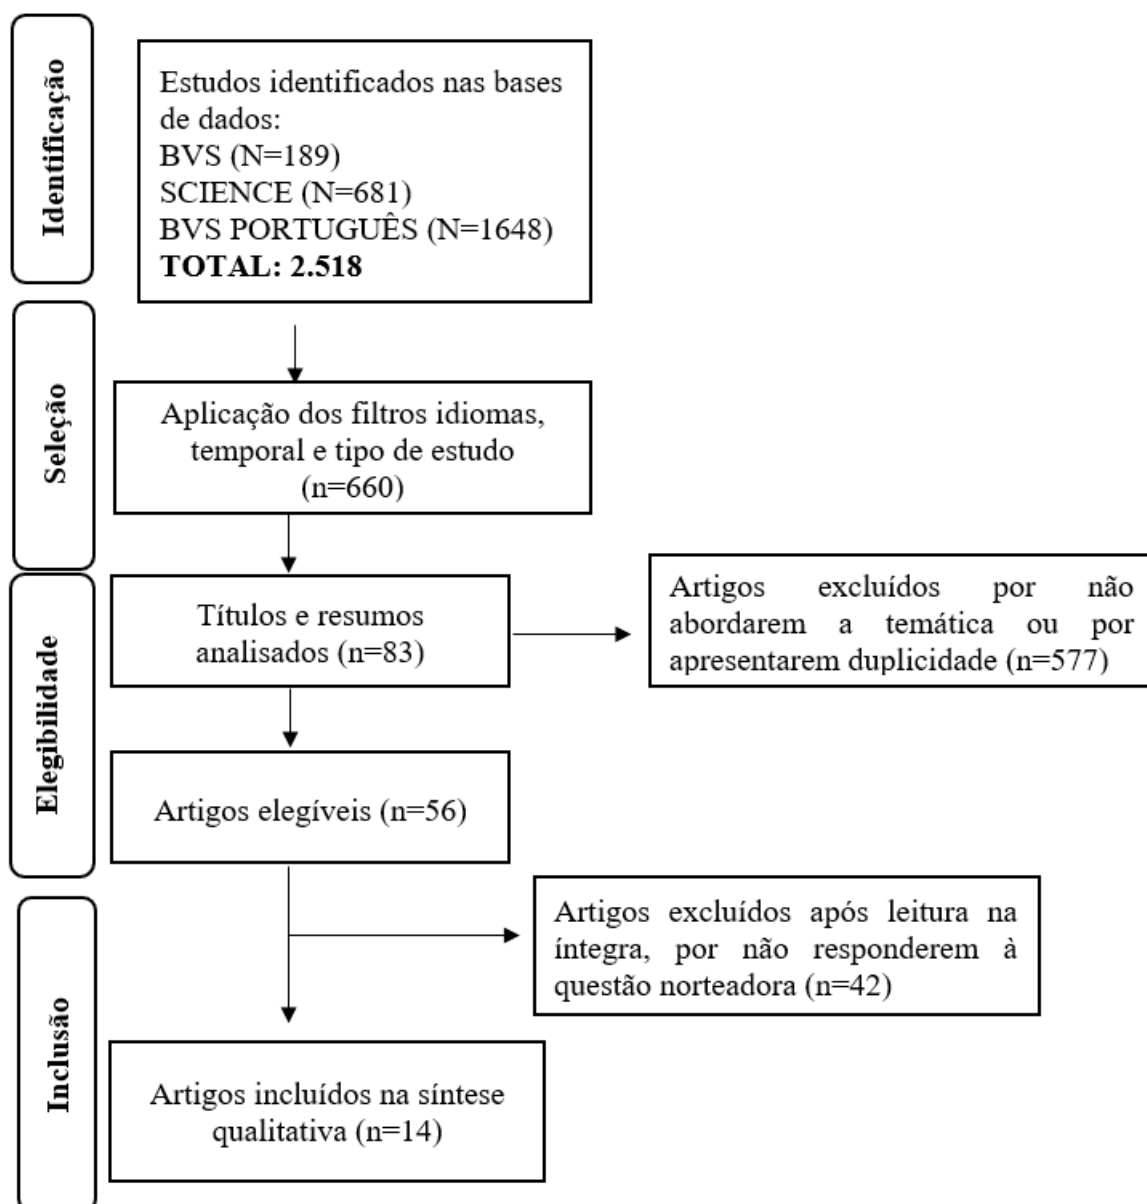 Identificação
Estudos identificados nas bases
de dados:
BVS (N=189)
SCIENCE (N=681)
BVS PORTUGUÊS (N=1648)
TOTAL: 2.518
Seleção
Aplicação dos filtros idiomas,
temporal e tipo de estudo
(n=660)
Elegibilidade
Títulos e resumos
analisados (n=83)
Artigos excluídos por não
abordarem a temática ou por
apresentarem duplicidade (n=577)
Artigos elegíveis (n=56)
Inclusão
Artigos excluídos após leitura na
íntegra, por não responderem à
questão norteadora (n=42)
Artigos incluídos na síntese
qualitativa (n=14)